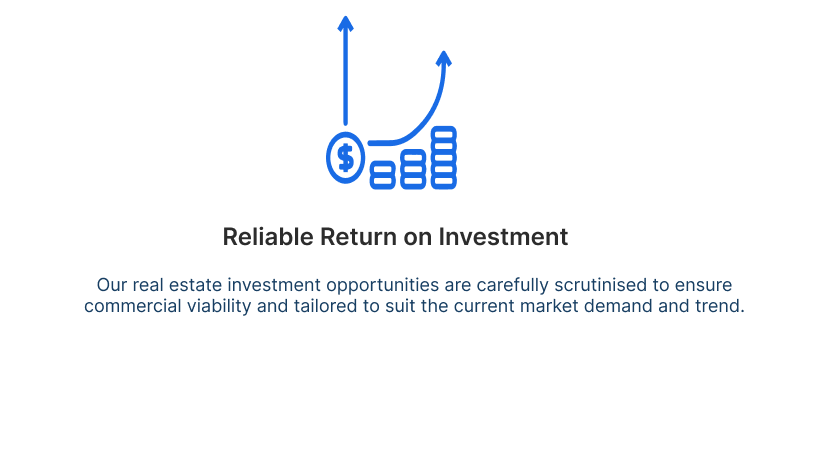 $
Reliable Return on Investment
Our real estate investment opportunities are carefully scrutinised to ensure
commercial viability and tailored to suit the current market demand and trend.